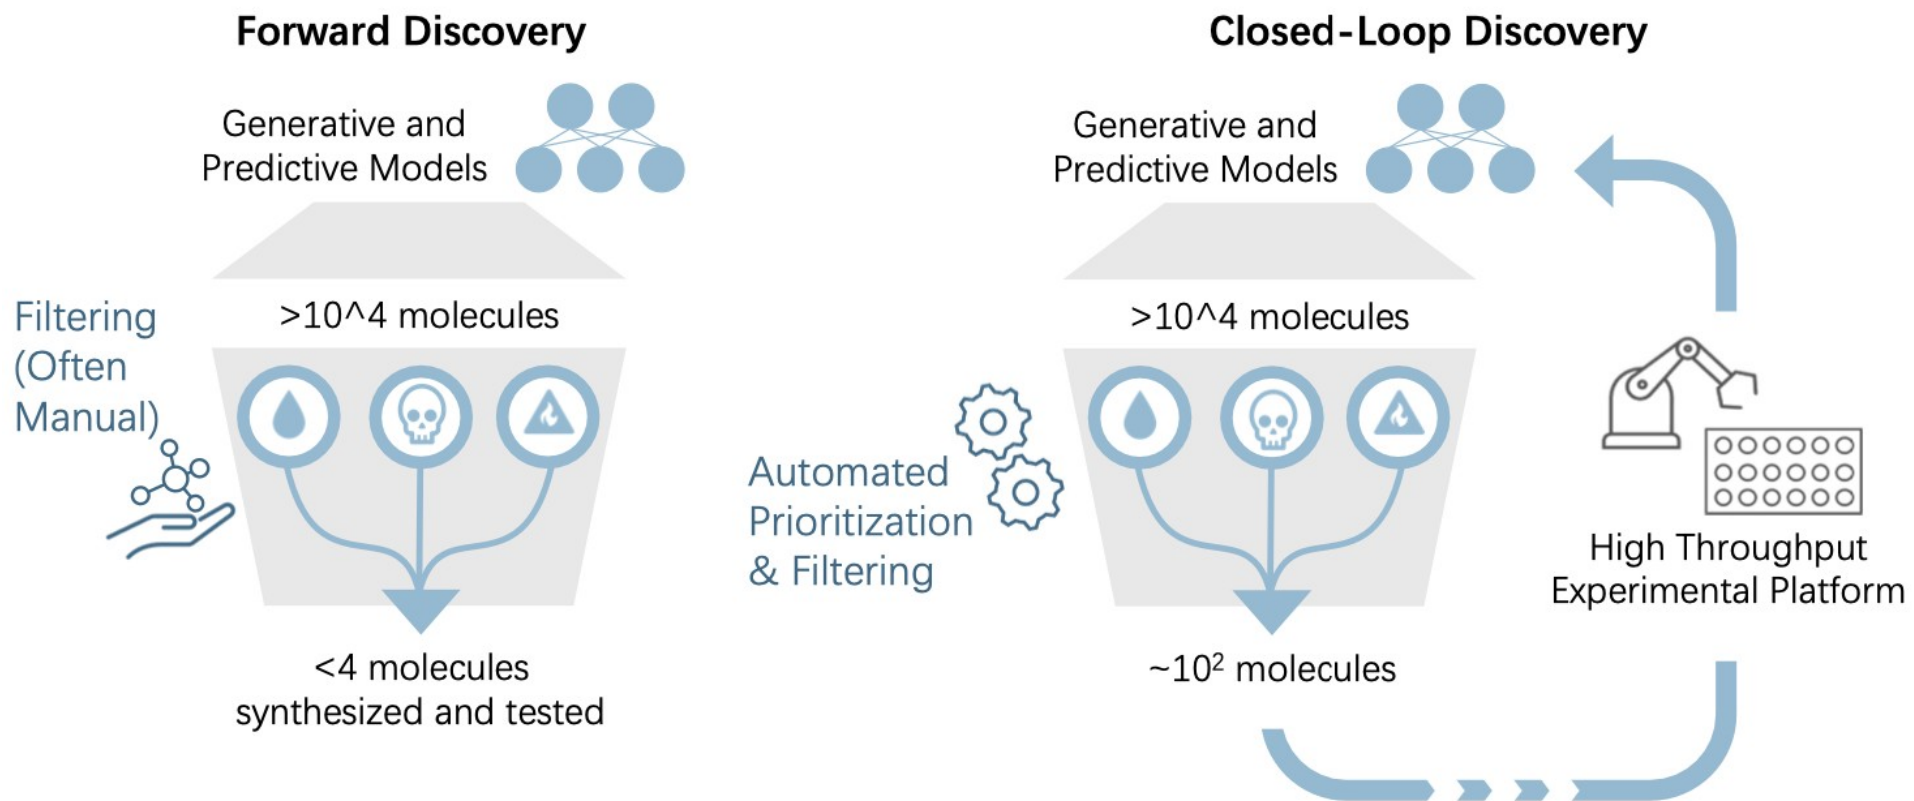 Forward Discovery
Generative and
Predictive Models
Filtering
(Often
Manual)
>10^4 molecules
<4 molecules
synthesized and tested
Closed-Loop Discovery
Generative and
Predictive Models
>10^4 molecules
Automated
Prioritization
& Filtering
~10² molecules
High Throughput
Experimental Platform